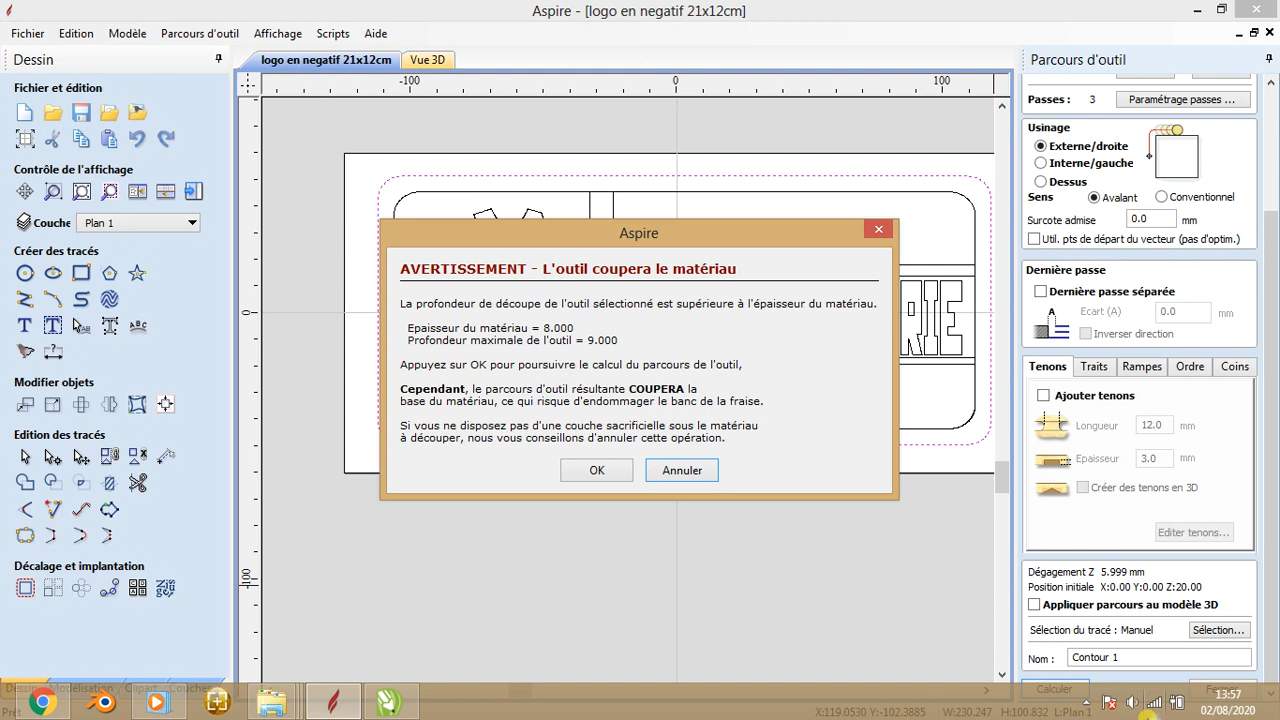 Aspire - [logo en negatif 21x12cm]
Fichier Edition Modèle Parcours d'outil Affichage Scripts Aide
Dessin
logo en negatif 21x12cm
Vue 3D
Parcours d'outil
Fichier et édition
Contrôle de l'affichage
Couche
Plan 1
Créer des tracés
Modifier objets
Edition des tracés
Décalage et implantation
-100 0 100
0
-100
RIE
Aspire
AVERTISSEMENT - L'outil coupera le matériau
La profondeur de découpe de l'outil sélectionné est supérieure à l'épaisseur du matériau.
Epaisseur du matériau = 8.000
Profondeur maximale de l'outil = 9.000
Appuyez sur OK pour poursuivre le calcul du parcours de l'outil,
Cependant, le parcours d'outil résultante COUPERA la
base du matériau, ce qui risque d'endommager le banc de la fraise.
Si vous ne disposez pas d'une couche sacrificielle sous le matériau
à découper, nous vous conseillons d'annuler cette opération.
OK
Annuler
Passes : 3 Paramétrage passes ...
Usinage
Externe/droite
Interne/gauche
Dessus
Sens Avalant Conventionnel
Surcote admise 0.0 mm
Util. pts de départ du vecteur (pas d'optim.)
Dernière passe
Dernière passe séparée
A
Ecart (A) 0.0 mm
Inverser direction
Tenons Traits Rampes Ordre Coins
Ajouter tenons
Longueur 12.0 mm
Epaisseur 3.0 mm
Créer des tenons en 3D
Editer tenons...
Dégagement Z 5.999 mm
Position initiale X:0.00 Y:0.00 Z:20.00
Appliquer parcours au modèle 3D
Sélection du tracé : Manuel Sélection...
Nom : Contour 1
Calculer
Dessin Modélisation Clipart Couches
Prêt
X:119.0530 Y:-102.3885 W:230.247 H:100.832 L:Plan 1
13:57
02/08/2020